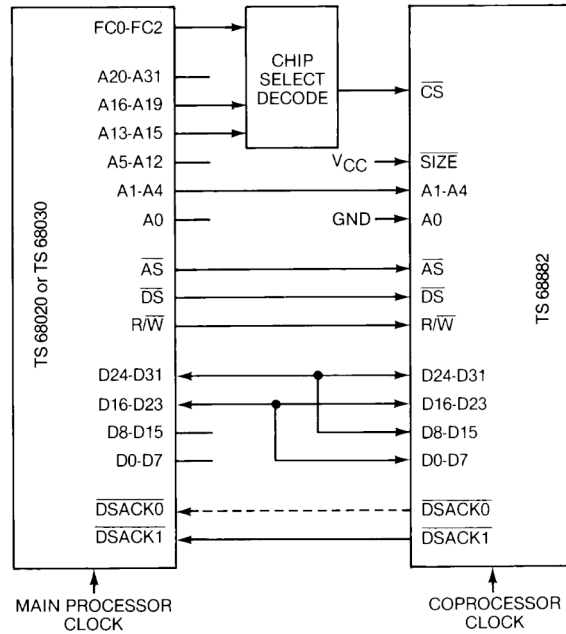 FC0-FC2
CHIP
SELECT
DECODE
A20-A31
A16-A19
A13-A15
A5-A12
A1-A4
A0
CS
VCC
SIZE
A1-A4
GND
A0
AS
DS
R/W
AS
DS
R/W
D24-D31
D16-D23
D8-D15
D0-D7
D24-D31
D16-D23
D8-D15
D0-D7
DSACK0
DSACK1
DSACK0
DSACK1
TS 68020 or TS 68030
TS 68882
MAIN PROCESSOR
CLOCK
COPROCESSOR
CLOCK